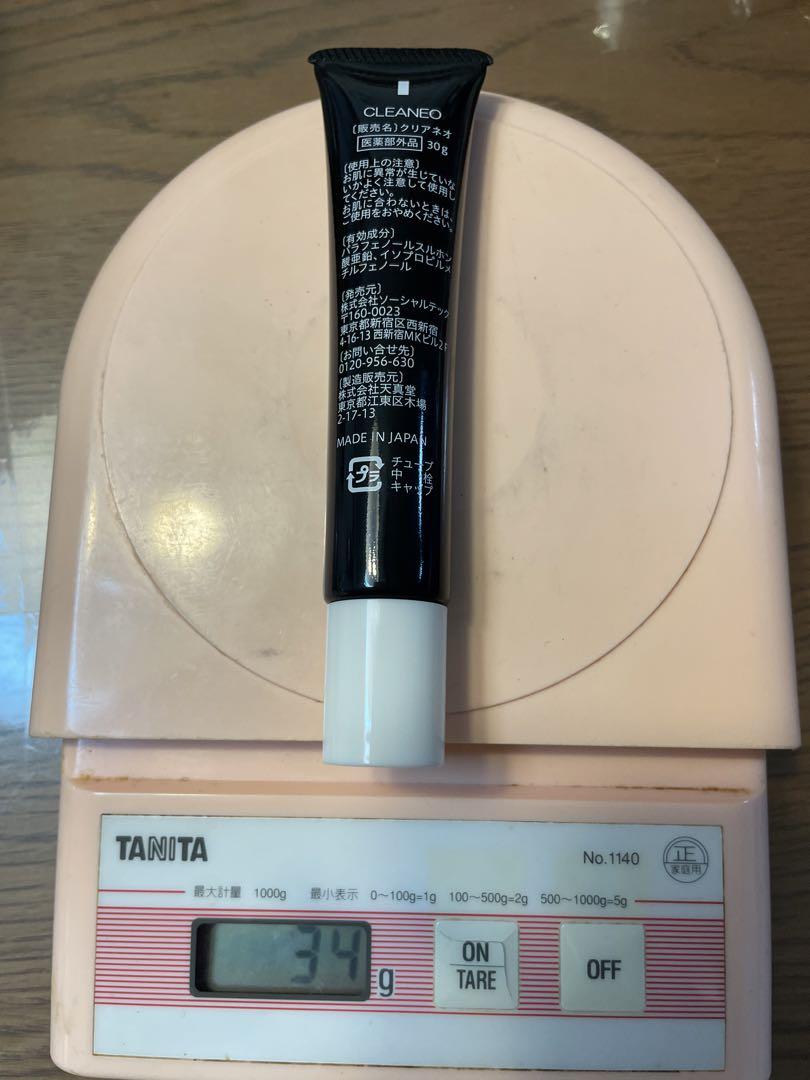 CLEANEO
〔販売名〕クリアネオ
医薬部外品 30g
〔使用上の注意〕
お肌に異常が生じていな
いかよく注意して使用し
てください。
お肌に合わないときは、
ご使用をおやめください。
〔有効成分〕
パラフェノールスルホン
酸亜鉛、イソプロピルメ
チルフェノール
〔発売元〕
株式会社ソーシャルテック
〒160-0023
東京都新宿区西新宿
4-16-13 西新宿MKビル2F
〔お問い合せ先〕
0120-956-630
〔製造販売元〕
株式会社天真堂
東京都江東区木場
2-17-13
MADE IN JAPAN
プラ
チューブ
中 栓
キャップ
TANITA
No.1140
正
家庭用
最大計量 1000g 最小表示 0〜100g=1g 100〜500g=2g 500〜1000g=5g
34 g
ON
TARE
OFF